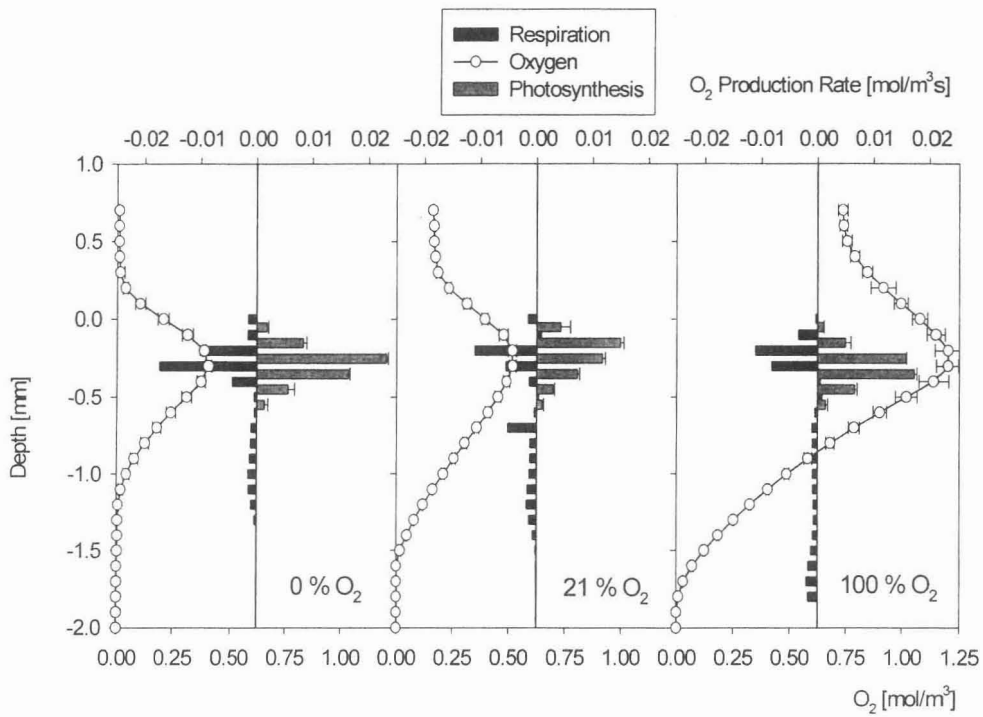 Respiration
Oxygen
Photosynthesis
O₂ Production Rate [mol/m³s]
-0.02 -0.01 0.00 0.01 0.02 -0.02 -0.01 0.00 0.01 0.02 -0.02 -0.01 0.00 0.01 0.02
1.0
0.5
0.0
-0.5
-1.0
-1.5
-2.0
Depth [mm]
0 % O₂ 21 % O₂ 100 % O₂
0.00 0.25 0.50 0.75 1.00 0.00 0.25 0.50 0.75 1.00 0.00 0.25 0.50 0.75 1.00 1.25
O₂ [mol/m³]